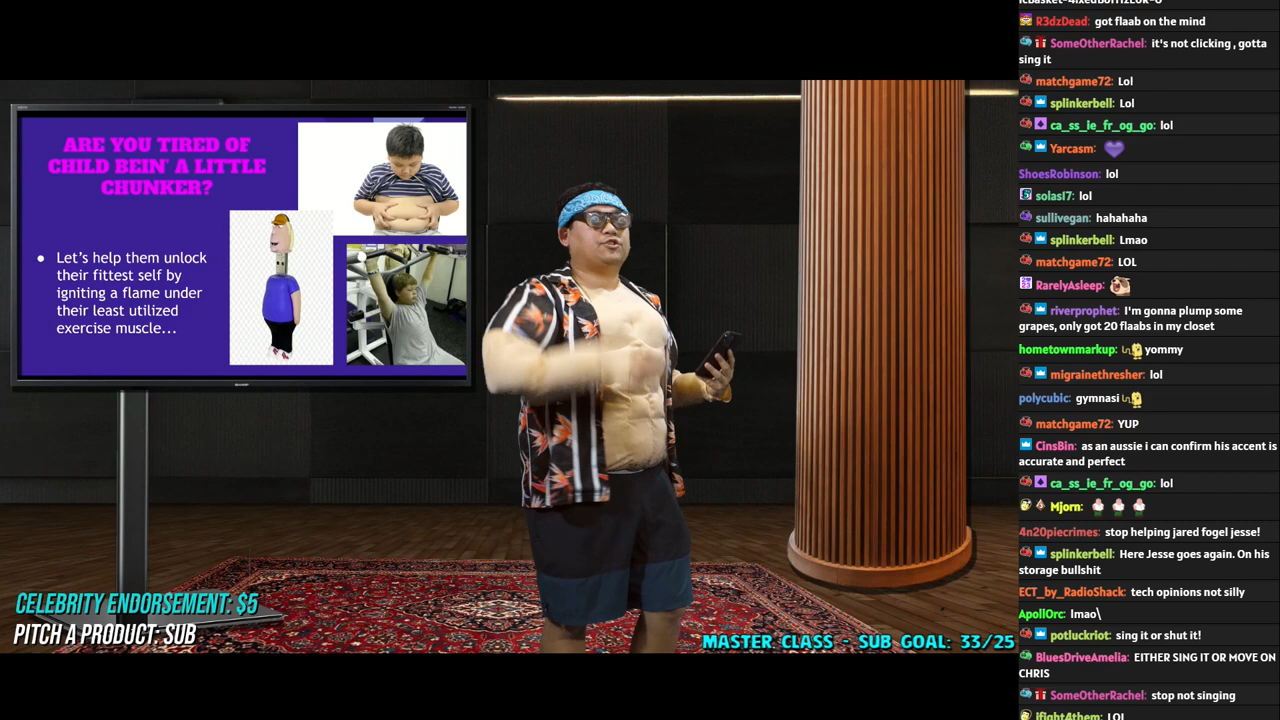 ARE YOU TIRED OF
CHILD BEIN' A LITTLE
CHUNKER?
● Let's help them unlock
their fittest self by
igniting a flame under
their least utilized
exercise muscle...
SHARP
CELEBRITY ENDORSEMENT: $5
PITCH A PRODUCT: SUB
MASTER CLASS - SUB GOAL: 33/25
R3dzDead: got flaab on the mind
SomeOtherRachel: it's not clicking , gotta
sing it
matchgame72: Lol
splinkerbell: Lol
ca_ss_ie_fr_og_go: lol
Yarcasm:
ShoesRobinson: lol
solasi7: lol
sullivegan: hahahaha
splinkerbell: Lmao
matchgame72: LOL
RarelyAsleep:
riverprophet: I'm gonna plump some
grapes, only got 20 flaabs in my closet
hometownmarkup: yommy
migrainethresher: lol
polycubic: gymnasi
matchgame72: YUP
CinsBin: as an aussie i can confirm his accent is
accurate and perfect
ca_ss_ie_fr_og_go: lol
Mjorn:
4n20piecrimes: stop helping jared fogel jesse!
splinkerbell: Here Jesse goes again. On his
storage bullshit
ECT_by_RadioShack: tech opinions not silly
ApollOrc: lmao\
potluckriot: sing it or shut it!
BluesDriveAmelia: EITHER SING IT OR MOVE ON
CHRIS
SomeOtherRachel: stop not singing
ifight4them: LOL